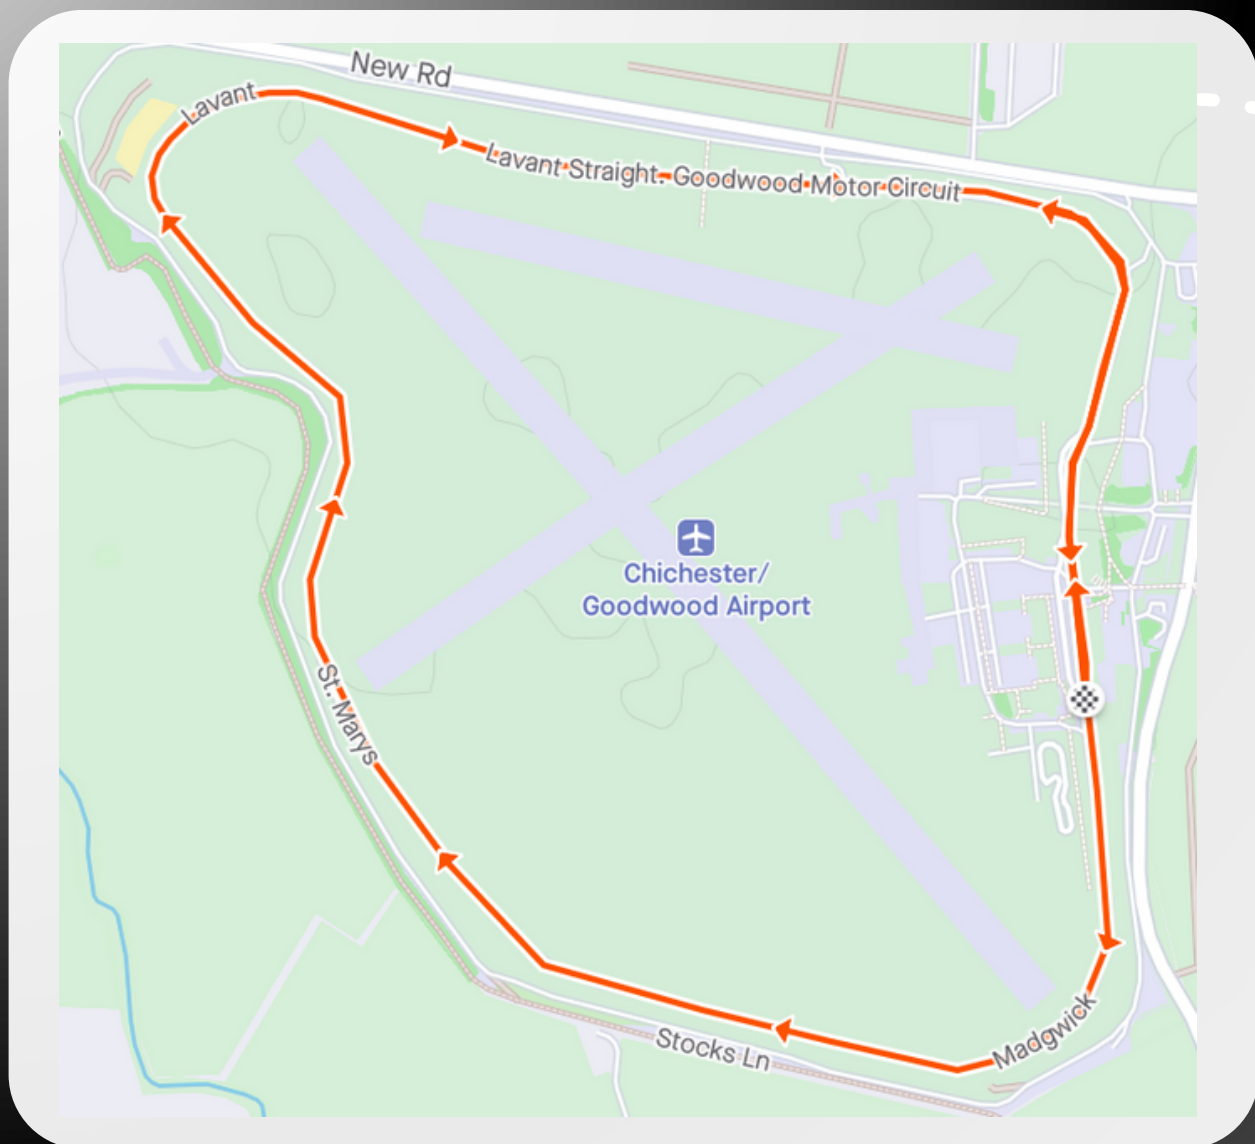 New Rd
Lavant
Lavant Straight. Goodwood Motor Circuit
Chichester/
Goodwood Airport
St. Marys
Madgwick
Stocks Ln